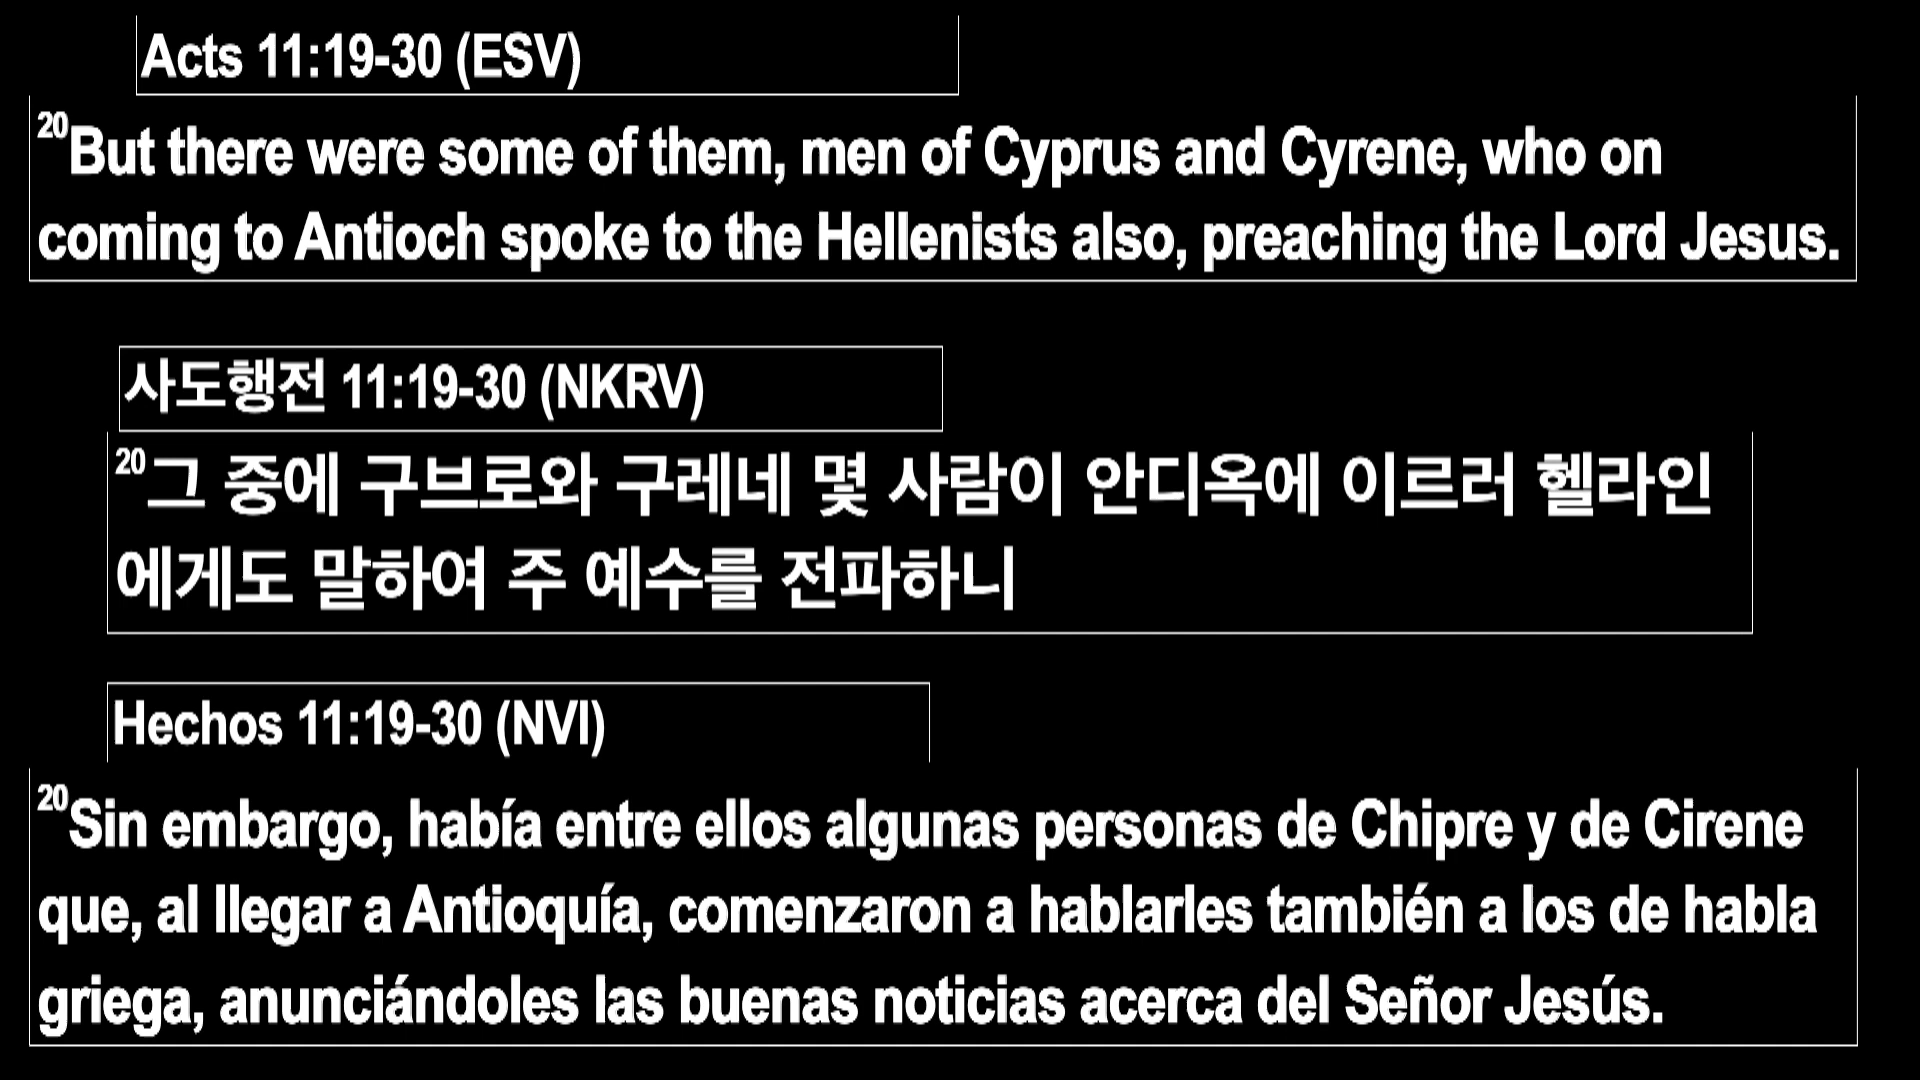 Acts 11:19-30 (ESV)
20But there were some of them, men of Cyprus and Cyrene, who on
coming to Antioch spoke to the Hellenists also, preaching the Lord Jesus.
사도행전 11:19-30 (NKRV)
20그 중에 구브로와 구레네 몇 사람이 안디옥에 이르러 헬라인
에게도 말하여 주 예수를 전파하니
Hechos 11:19-30 (NVI)
20Sin embargo, había entre ellos algunas personas de Chipre y de Cirene
que, al llegar a Antioquía, comenzaron a hablarles también a los de habla
griega, anunciándoles las buenas noticias acerca del Señor Jesús.